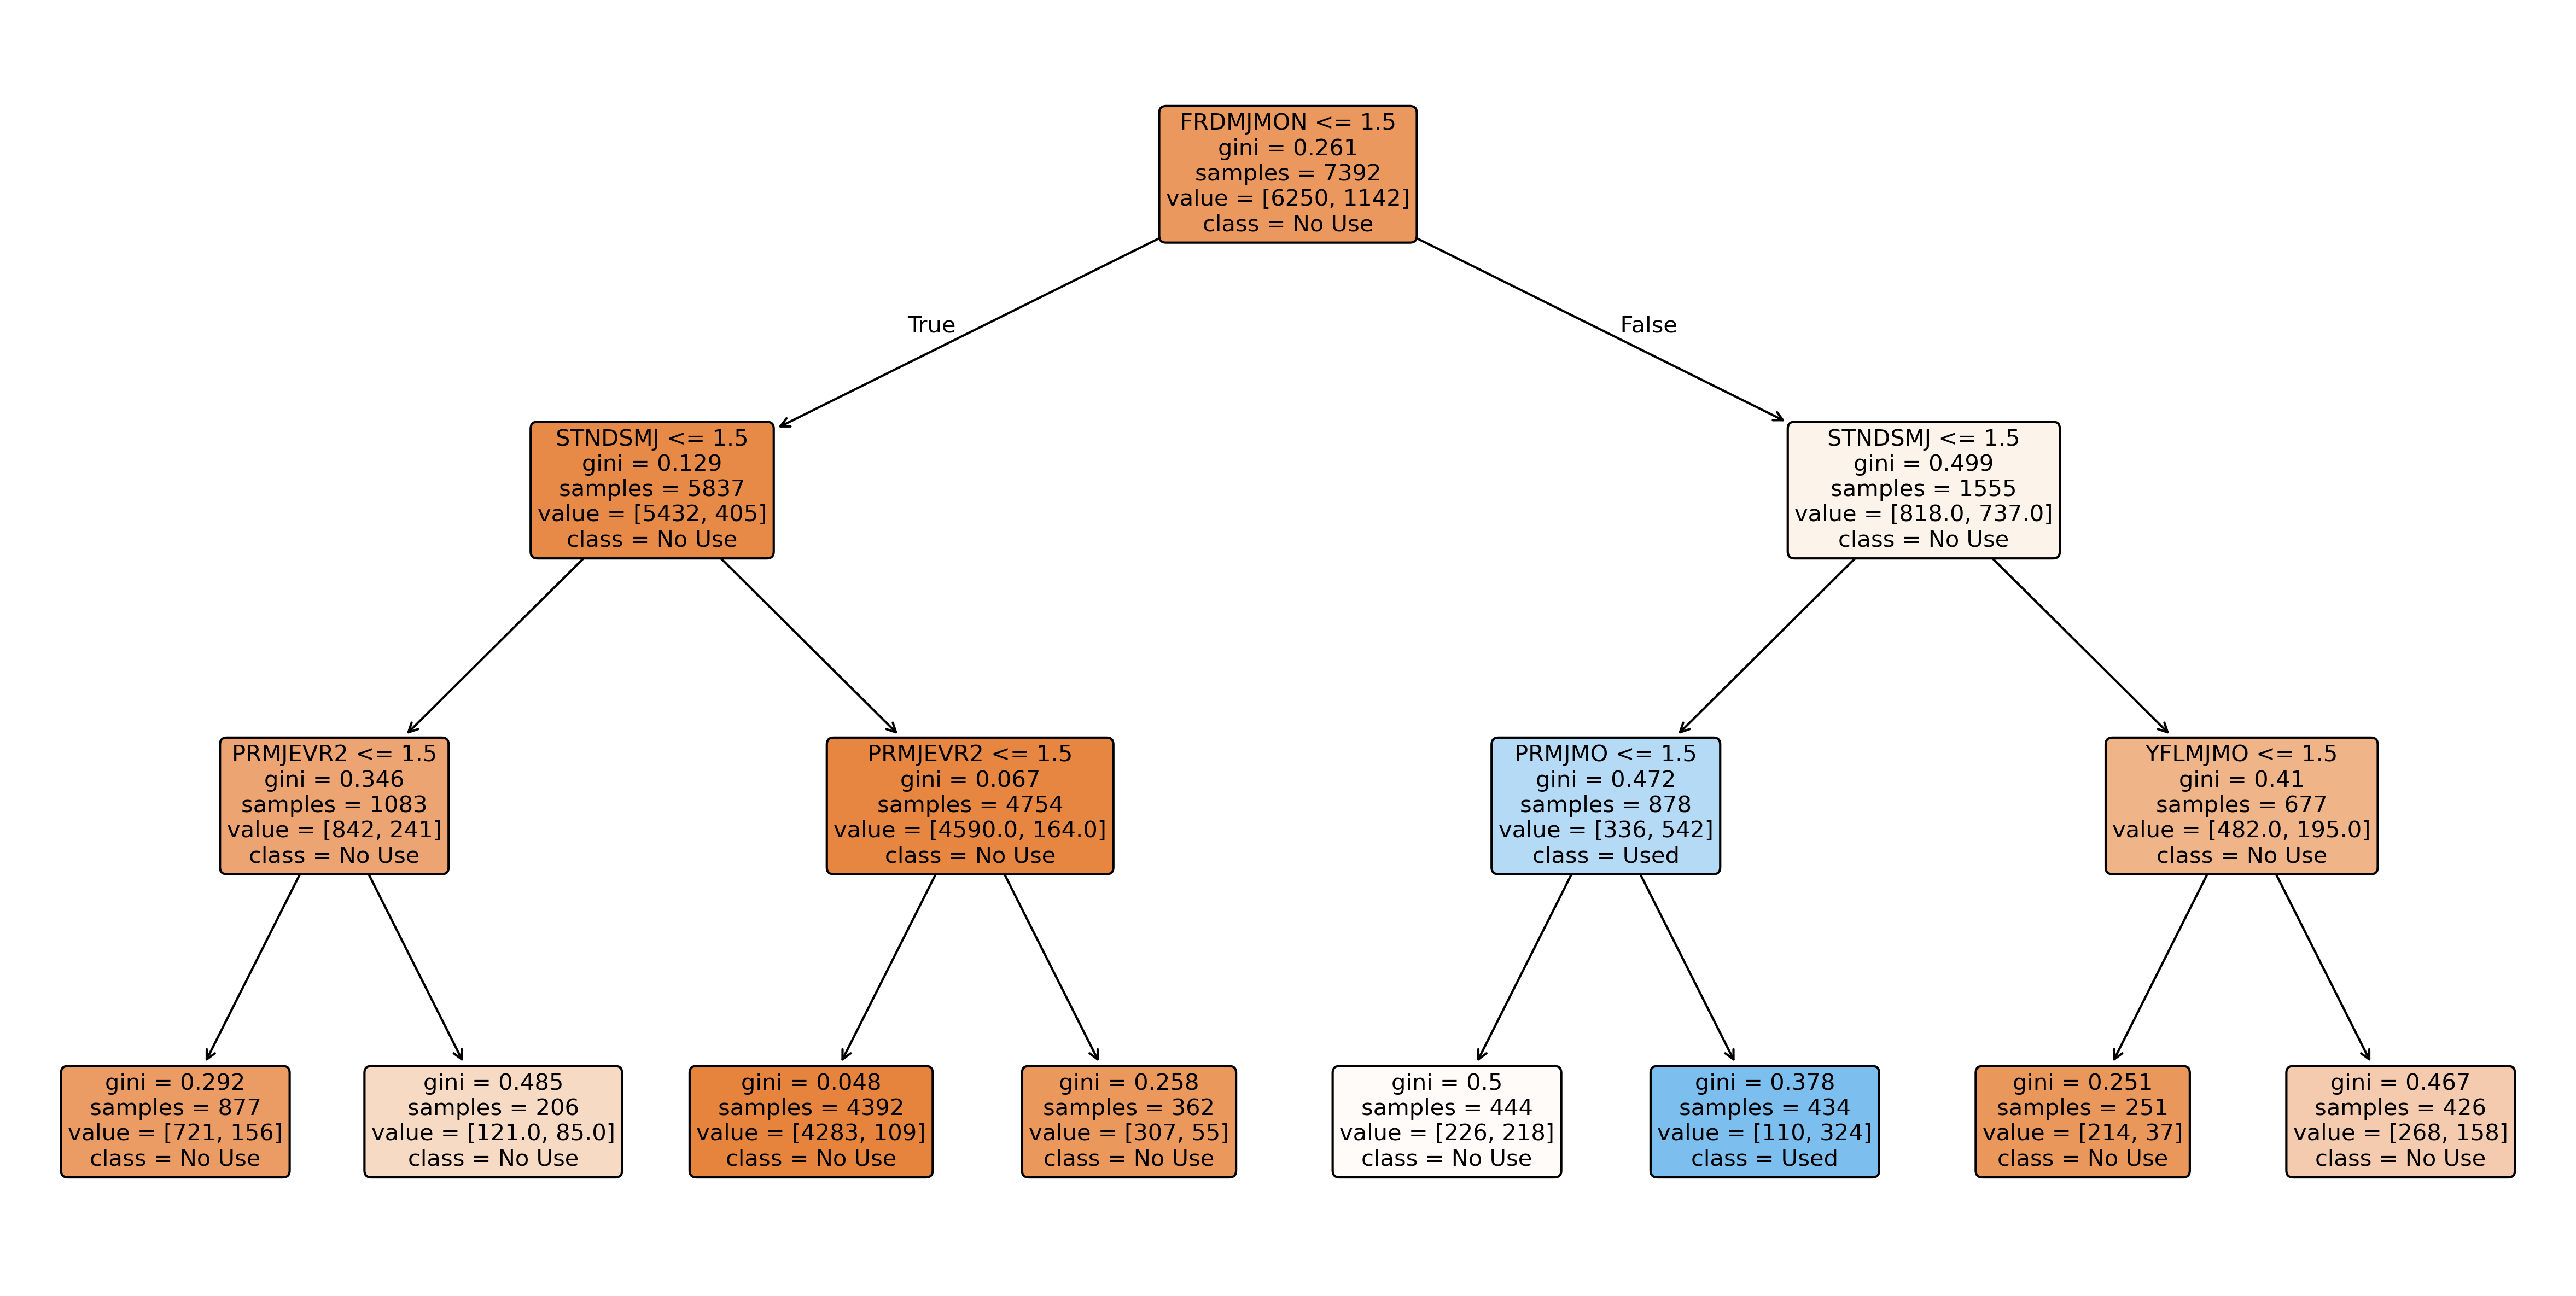 FRDMJMON <= 1.5
gini = 0.261
samples = 7392
value = [6250, 1142]
class = No Use
True
False
STNDSMJ <= 1.5
gini = 0.129
samples = 5837
value = [5432, 405]
class = No Use
STNDSMJ <= 1.5
gini = 0.499
samples = 1555
value = [818.0, 737.0]
class = No Use
PRMJEVR2 <= 1.5
gini = 0.346
samples = 1083
value = [842, 241]
class = No Use
PRMJEVR2 <= 1.5
gini = 0.067
samples = 4754
value = [4590.0, 164.0]
class = No Use
PRMJMO <= 1.5
gini = 0.472
samples = 878
value = [336, 542]
class = Used
YFLMJMO <= 1.5
gini = 0.41
samples = 677
value = [482.0, 195.0]
class = No Use
gini = 0.292
samples = 877
value = [721, 156]
class = No Use
gini = 0.485
samples = 206
value = [121.0, 85.0]
class = No Use
gini = 0.048
samples = 4392
value = [4283, 109]
class = No Use
gini = 0.258
samples = 362
value = [307, 55]
class = No Use
gini = 0.5
samples = 444
value = [226, 218]
class = No Use
gini = 0.378
samples = 434
value = [110, 324]
class = Used
gini = 0.251
samples = 251
value = [214, 37]
class = No Use
gini = 0.467
samples = 426
value = [268, 158]
class = No Use